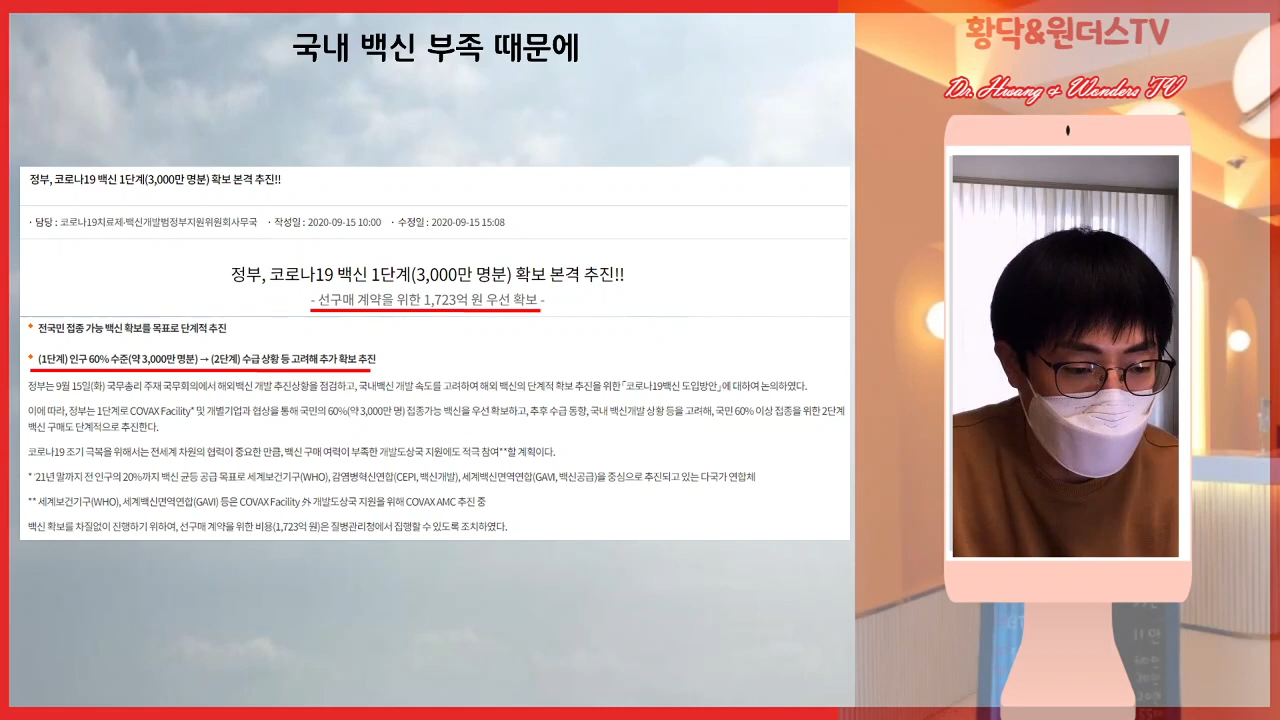 국내 백신 부족 때문에
황닥&원더스TV
Dr. Hwang & Wonders TV
정부, 코로나19 백신 1단계(3,000만 명분) 확보 본격 추진!!
· 담당 : 코로나19치료제·백신개발범정부지원위원회사무국 · 작성일 : 2020-09-15 10:00 · 수정일 : 2020-09-15 15:08
정부, 코로나19 백신 1단계(3,000만 명분) 확보 본격 추진!!
- 선구매 계약을 위한 1,723억 원 우선 확보 -
전국민 접종 가능 백신 확보를 목표로 단계적 추진
(1단계) 인구 60% 수준(약 3,000만 명분) → (2단계) 수급 상황 등 고려해 추가 확보 추진
정부는 9월 15일(화) 국무총리 주재 국무회의에서 해외백신 개발 추진상황을 점검하고, 국내백신 개발 속도를 고려하여 해외 백신의 단계적 확보 추진을 위한 「코로나19백신 도입방안」에 대하여 논의하였다.
이에 따라, 정부는 1단계로 COVAX Facility* 및 개별기업과 협상을 통해 국민의 60%(약 3,000만 명) 접종가능 백신을 우선 확보하고, 추후 수급 동향, 국내 백신개발 상황 등을 고려해, 국민 60% 이상 접종을 위한 2단계
백신 구매도 단계적으로 추진한다.
코로나19 조기 극복을 위해서는 전세계 차원의 협력이 중요한 만큼, 백신 구매 여력이 부족한 개발도상국 지원에도 적극 참여**할 계획이다.
* '21년 말까지 전 인구의 20%까지 백신 균등 공급 목표로 세계보건기구(WHO), 감염병혁신연합(CEPI, 백신개발), 세계백신면역연합(GAVI, 백신공급)을 중심으로 추진되고 있는 다국가 연합체
** 세계보건기구(WHO), 세계백신면역연합(GAVI) 등은 COVAX Facility 外 개발도상국 지원을 위해 COVAX AMC 추진 중
백신 확보를 차질없이 진행하기 위하여, 선구매 계약을 위한 비용(1,723억 원)은 질병관리청에서 집행할 수 있도록 조치하였다.